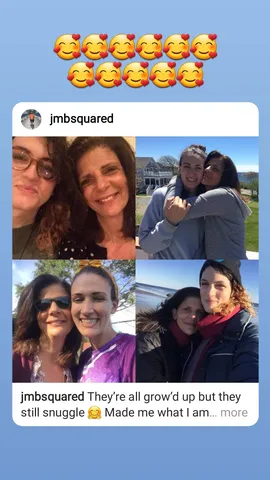 jmbsquared
jmbsquared They’re all grow’d up but they
still snuggle 🤗 Made me what I am... more